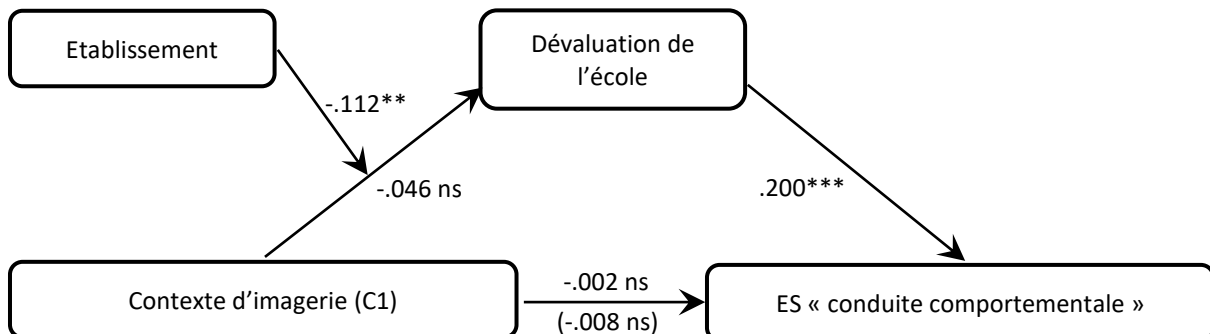 Etablissement
Dévaluation de
l’école
-.112**
-.046 ns
.200***
Contexte d’imagerie (C1)
-.002 ns
(-.008 ns)
ES « conduite comportementale »